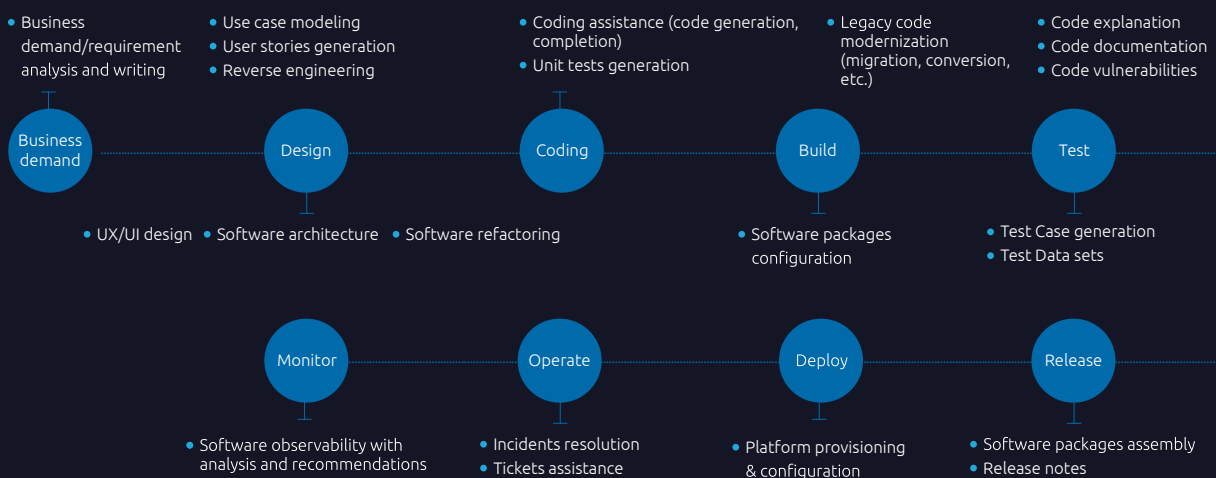 Business
demand/requirement
analysis and writing
Use case modeling
User stories generation
Reverse engineering
Coding assistance (code generation,
completion)
Unit tests generation
Legacy code
modernization
(migration, conversion,
etc.)
Code explanation
Code documentation
Code vulnerabilities
Business
demand
Design
Coding
Build
Test
UX/UI design
Software architecture
Software refactoring
Software packages
configuration
Test Case generation
Test Data sets
Monitor
Operate
Deploy
Release
Software observability with
analysis and recommendations
Incidents resolution
Tickets assistance
Platform provisioning
& configuration
Software packages assembly
Release notes